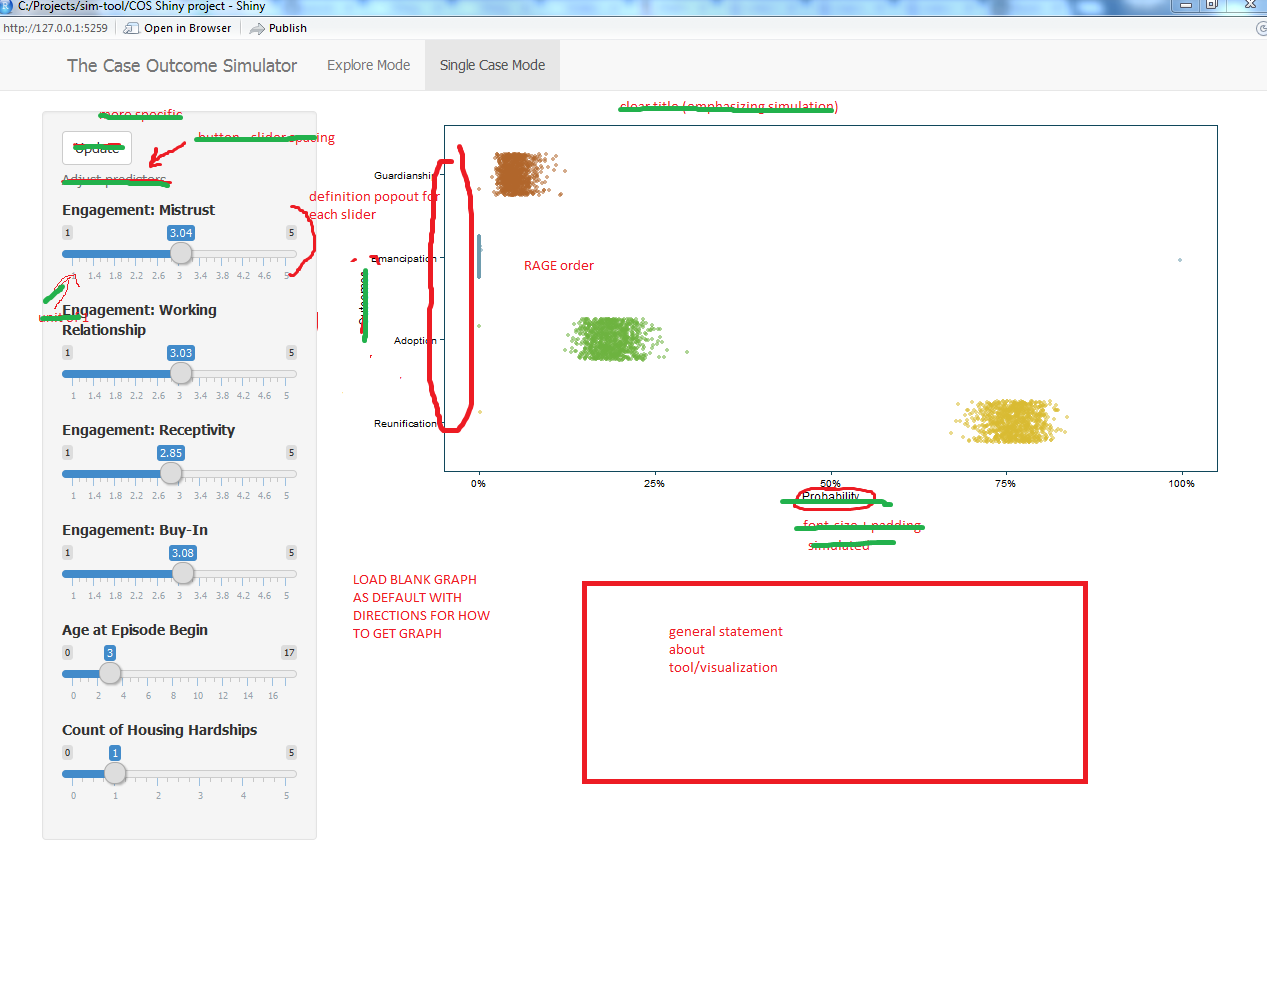 C:/Projects/sim-tool/COS Shiny project - Shiny
http://127.0.0.1:5259 Open in Browser Publish
The Case Outcome Simulator Explore Mode Single Case Mode
more specific
clear title (emphasizing simulation)
button - slider spacing
Update
Adjust predictors
definition popout for
each slider
Engagement: Mistrust
1 3.04 5
1.4 1.8 2.2 2.6 3 3.4 3.8 4.2 4.6 5
Engagement: Working
Relationship
1 3.03 5
1 1.4 1.8 2.2 2.6 3 3.4 3.8 4.2 4.6 5
Engagement: Receptivity
1 2.85 5
1 1.4 1.8 2.2 2.6 3 3.4 3.8 4.2 4.6 5
Engagement: Buy-In
1 3.08 5
1 1.4 1.8 2.2 2.6 3 3.4 3.8 4.2 4.6 5
Age at Episode Begin
0 3 17
0 2 4 6 8 10 12 14 16
Count of Housing Hardships
0 1 5
0 1 2 3 4 5
Outcomes
Guardianship
Emancipation
Adoption
Reunification
RAGE order
0% 25% 50% 75% 100%
Probability
font-size + padding
simulated
LOAD BLANK GRAPH
AS DEFAULT WITH
DIRECTIONS FOR HOW
TO GET GRAPH
general statement
about
tool/visualization